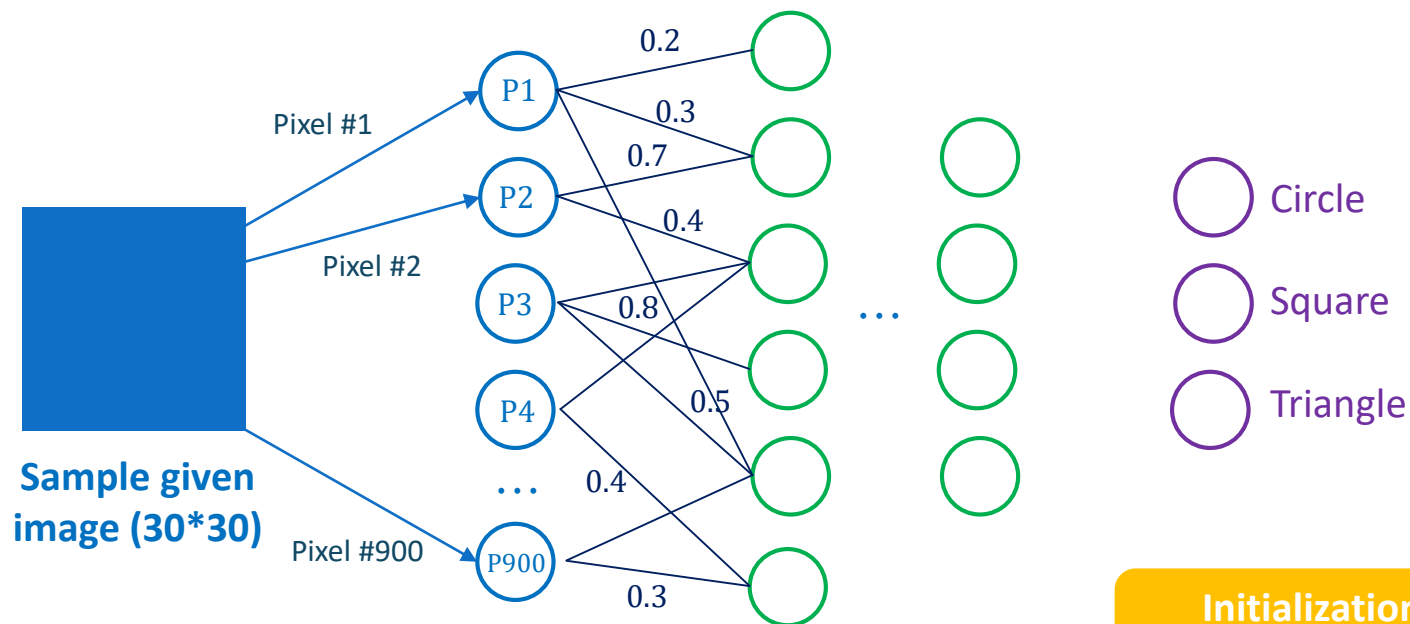 0.2
P1
0.3
Pixel #1
0.7
P2
Circle
0.4
Pixel #2
P3
0.8
Square
...
P4
0.5
Triangle
Sample given
image (30*30)
...
0.4
Pixel #900
P900
0.3
Initialization